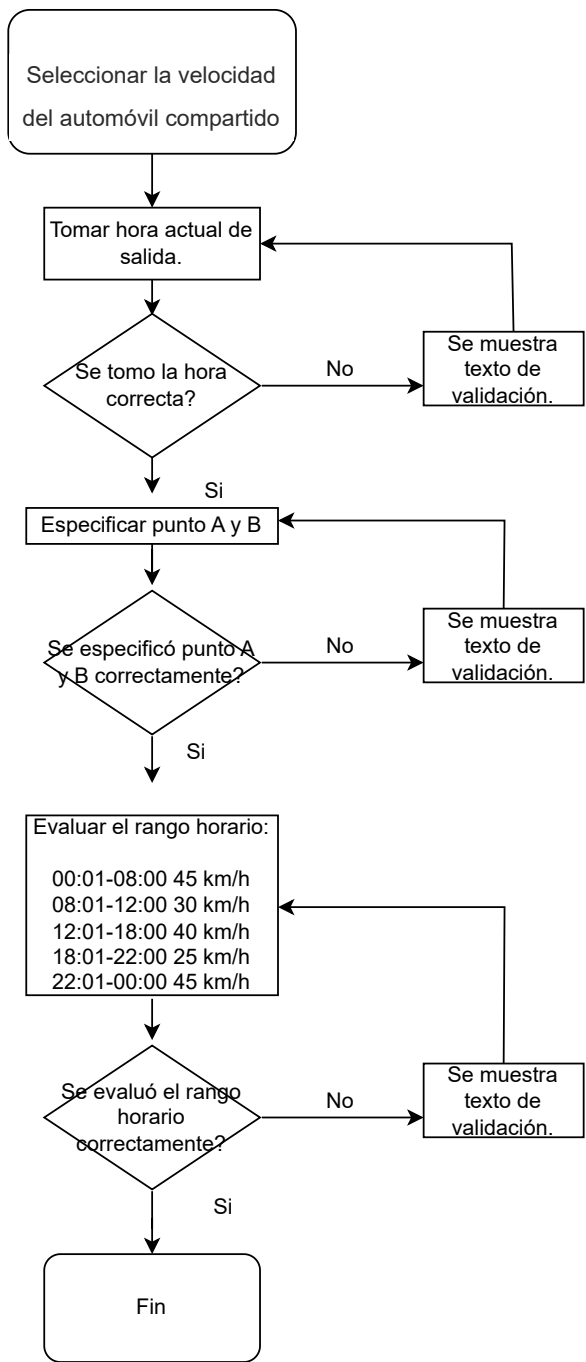 Seleccionar la velocidad
del automóvil compartido
Tomar hora actual de
salida.
Se tomo la hora
correcta?
No
Se muestra
texto de
validación.
Si
Especificar punto A y B
Se especificó punto A
y B correctamente?
No
Se muestra
texto de
validación.
Si
Evaluar el rango horario:
00:01-08:00 45 km/h
08:01-12:00 30 km/h
12:01-18:00 40 km/h
18:01-22:00 25 km/h
22:01-00:00 45 km/h
Se evaluó el rango
horario
correctamente?
No
Se muestra
texto de
validación.
Si
Fin